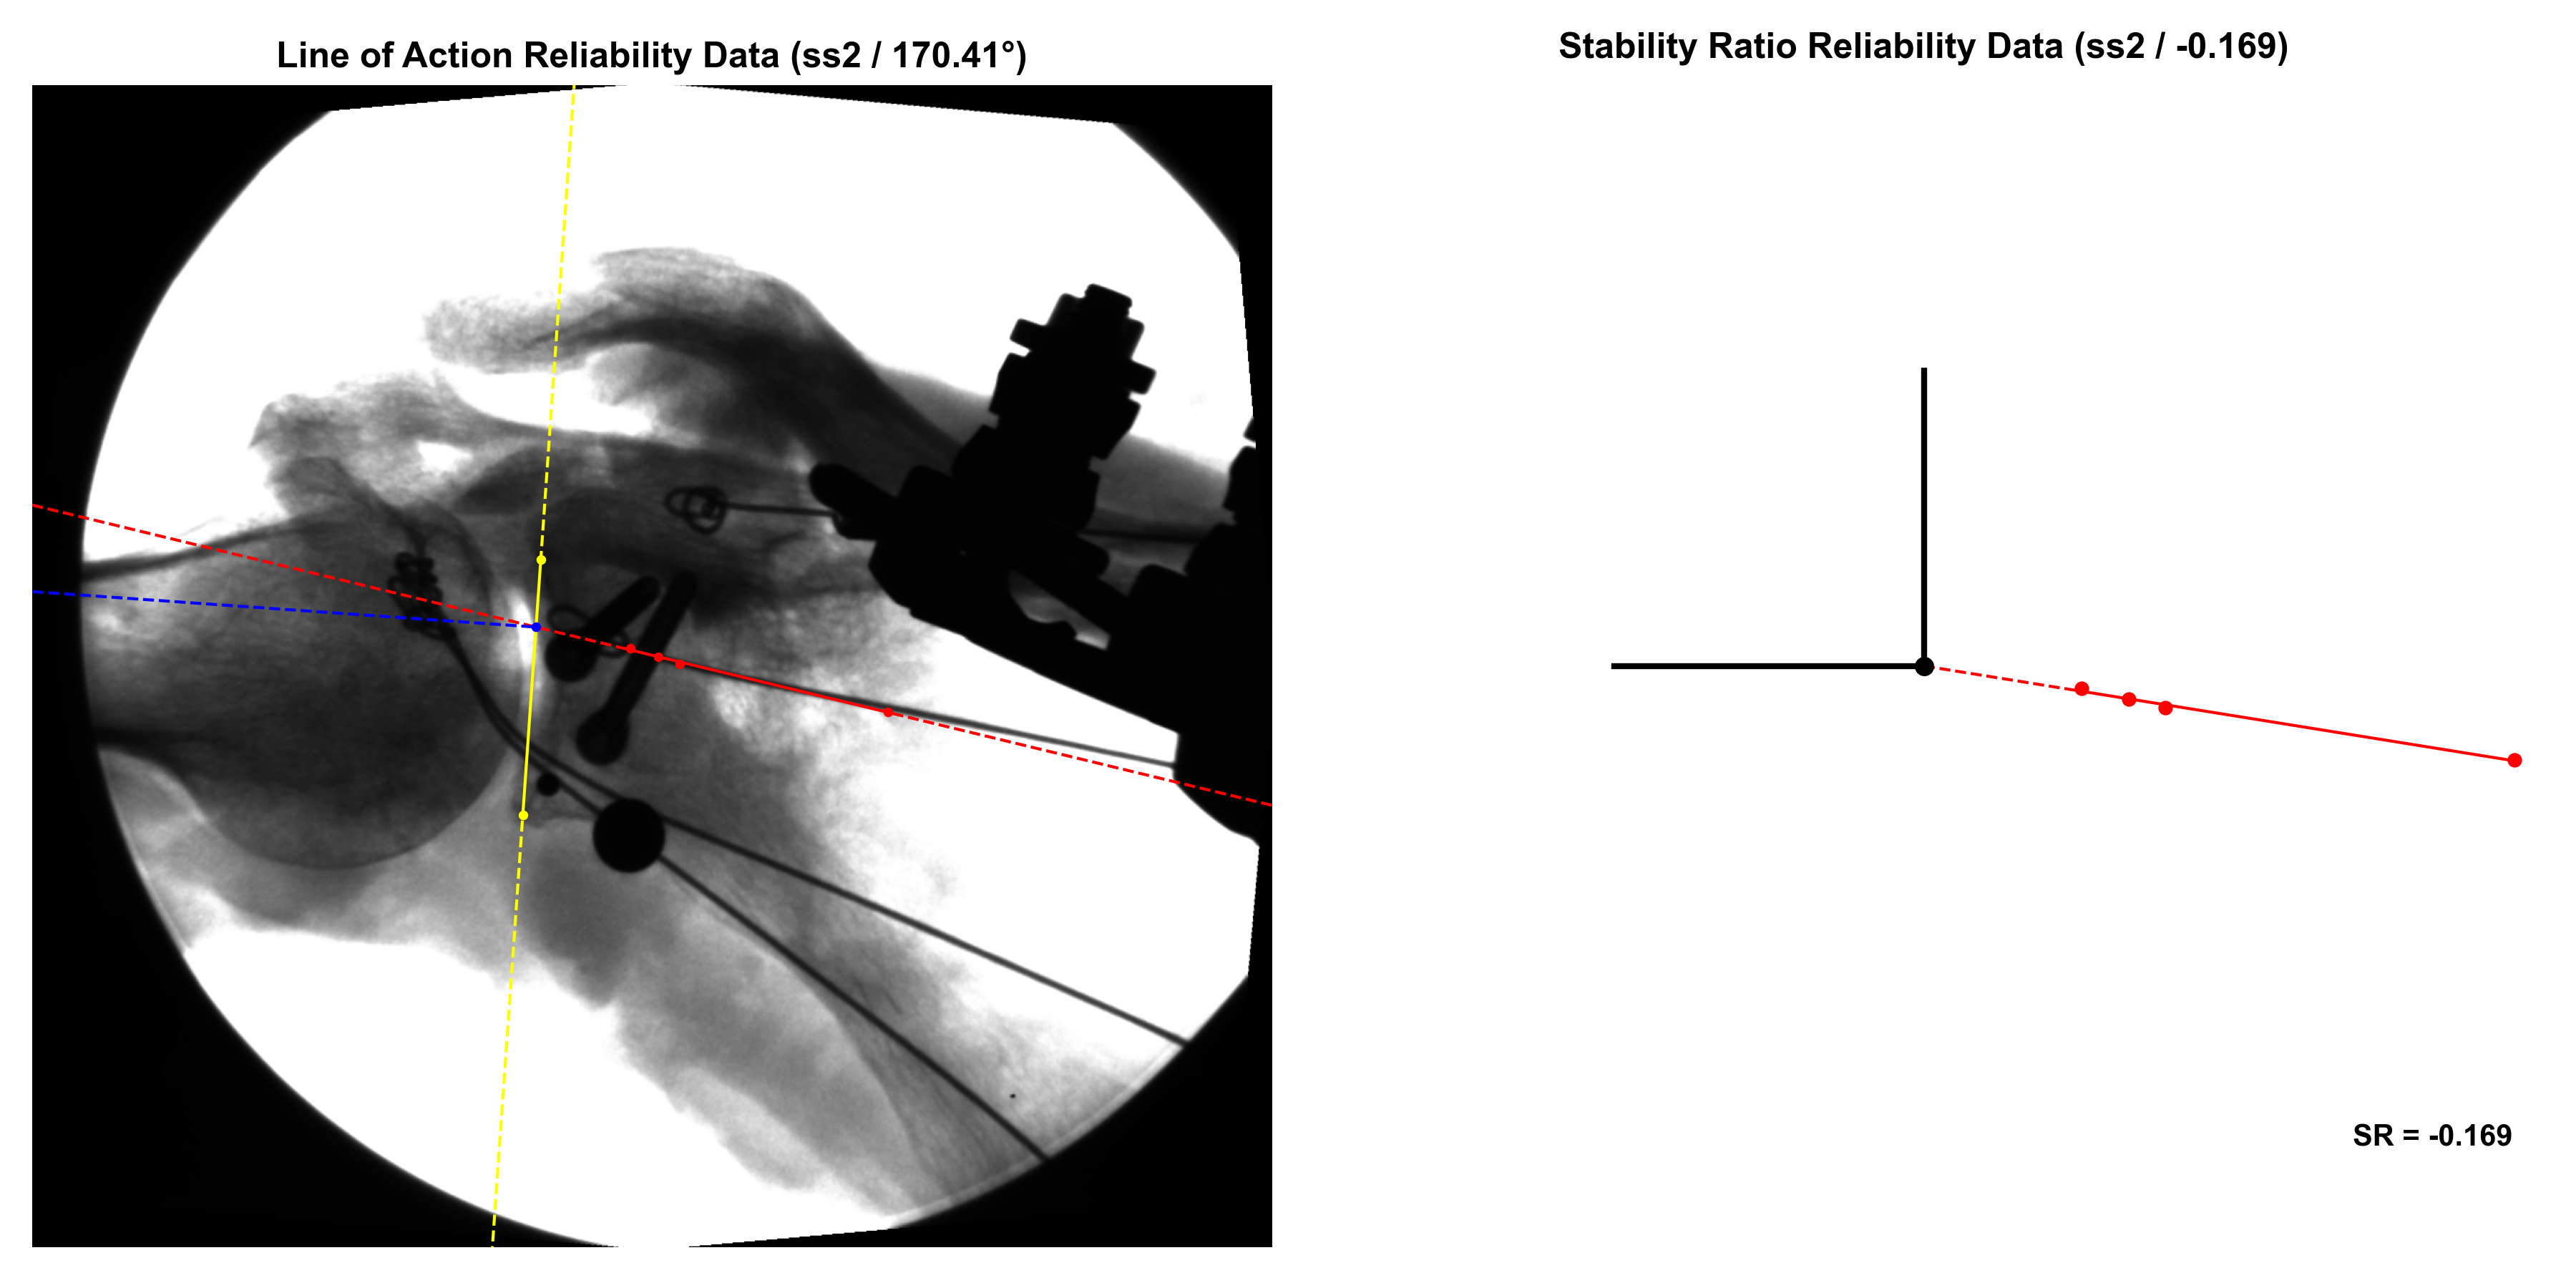 Line of Action Reliability Data (ss2 / 170.41°)
Stability Ratio Reliability Data (ss2 / -0.169)
SR = -0.169